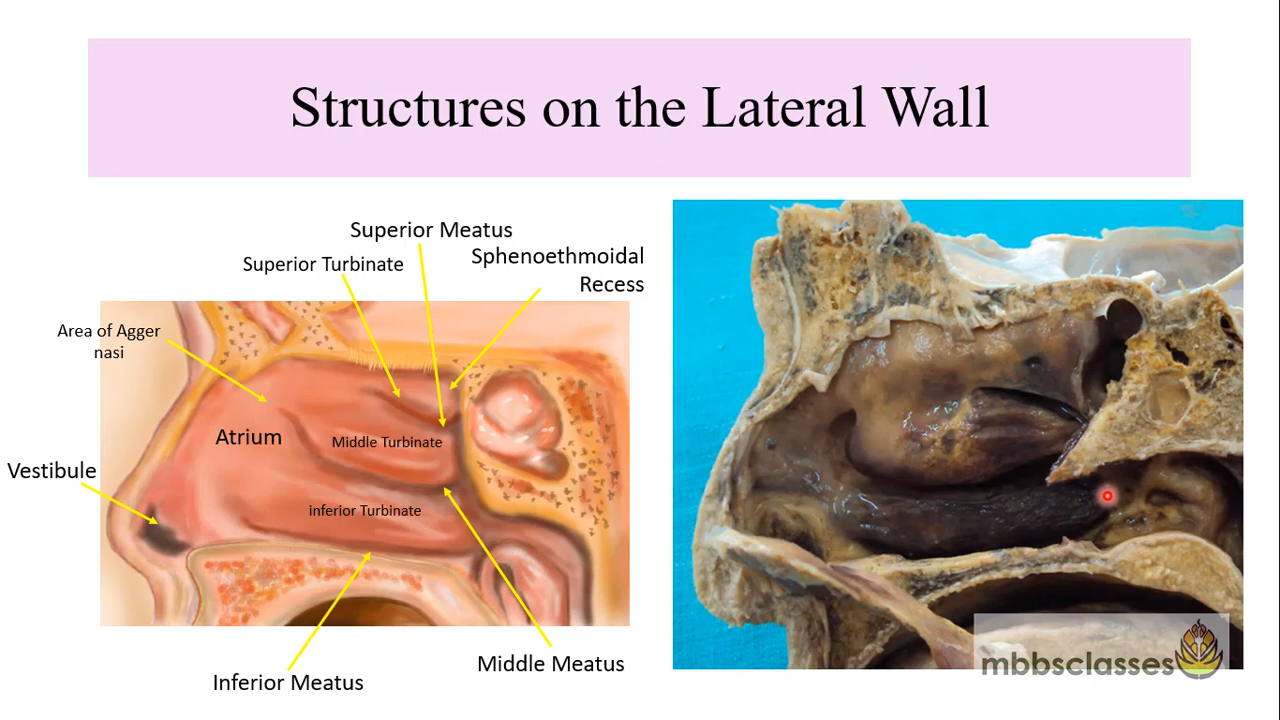 Structures on the Lateral Wall
Superior Meatus
Superior Turbinate
Sphenoethmoidal
Recess
Area of Agger
nasi
Atrium
Middle Turbinate
Vestibule
inferior Turbinate
Middle Meatus
Inferior Meatus
mbbsclasses